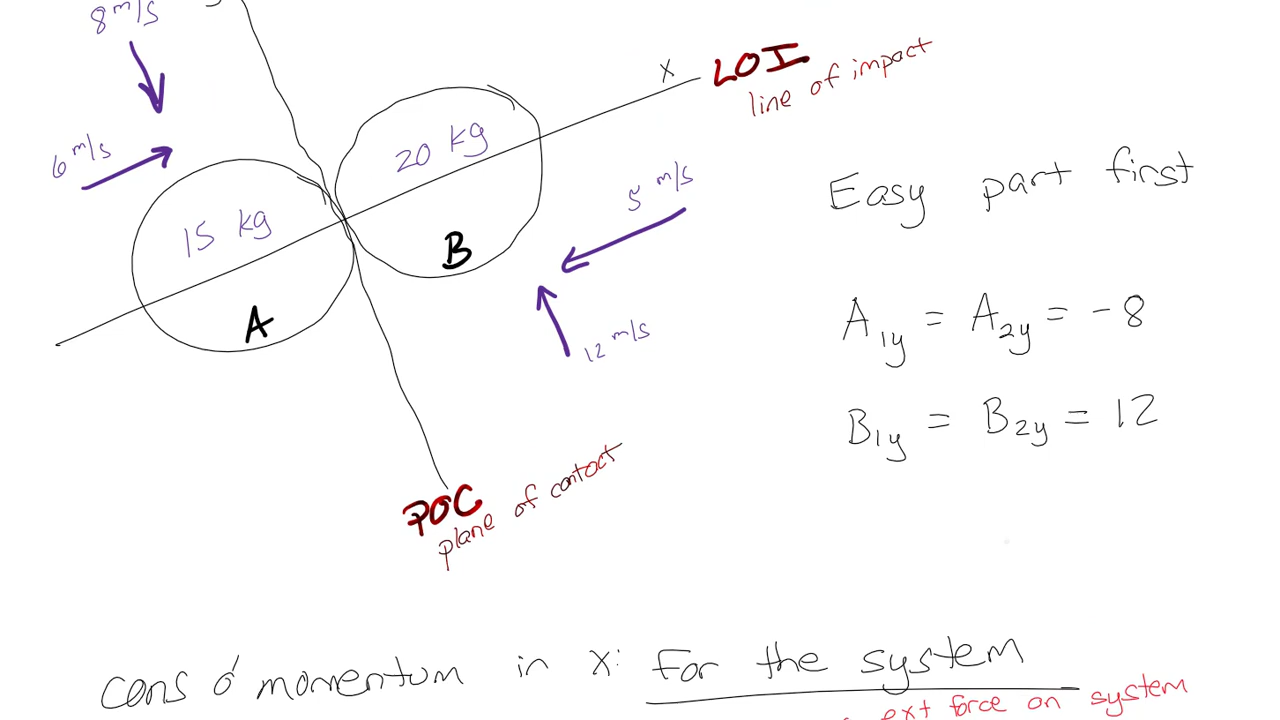 8 m/s
x
LOI
line of impact
6 m/s
20 kg
15 kg
5 m/s
Easy part first
B
A
12 m/s
A1y = A2y = -8
B1y = B2y = 12
POC
plane of contact
cons o' momentum in x: For the system
ext force on system